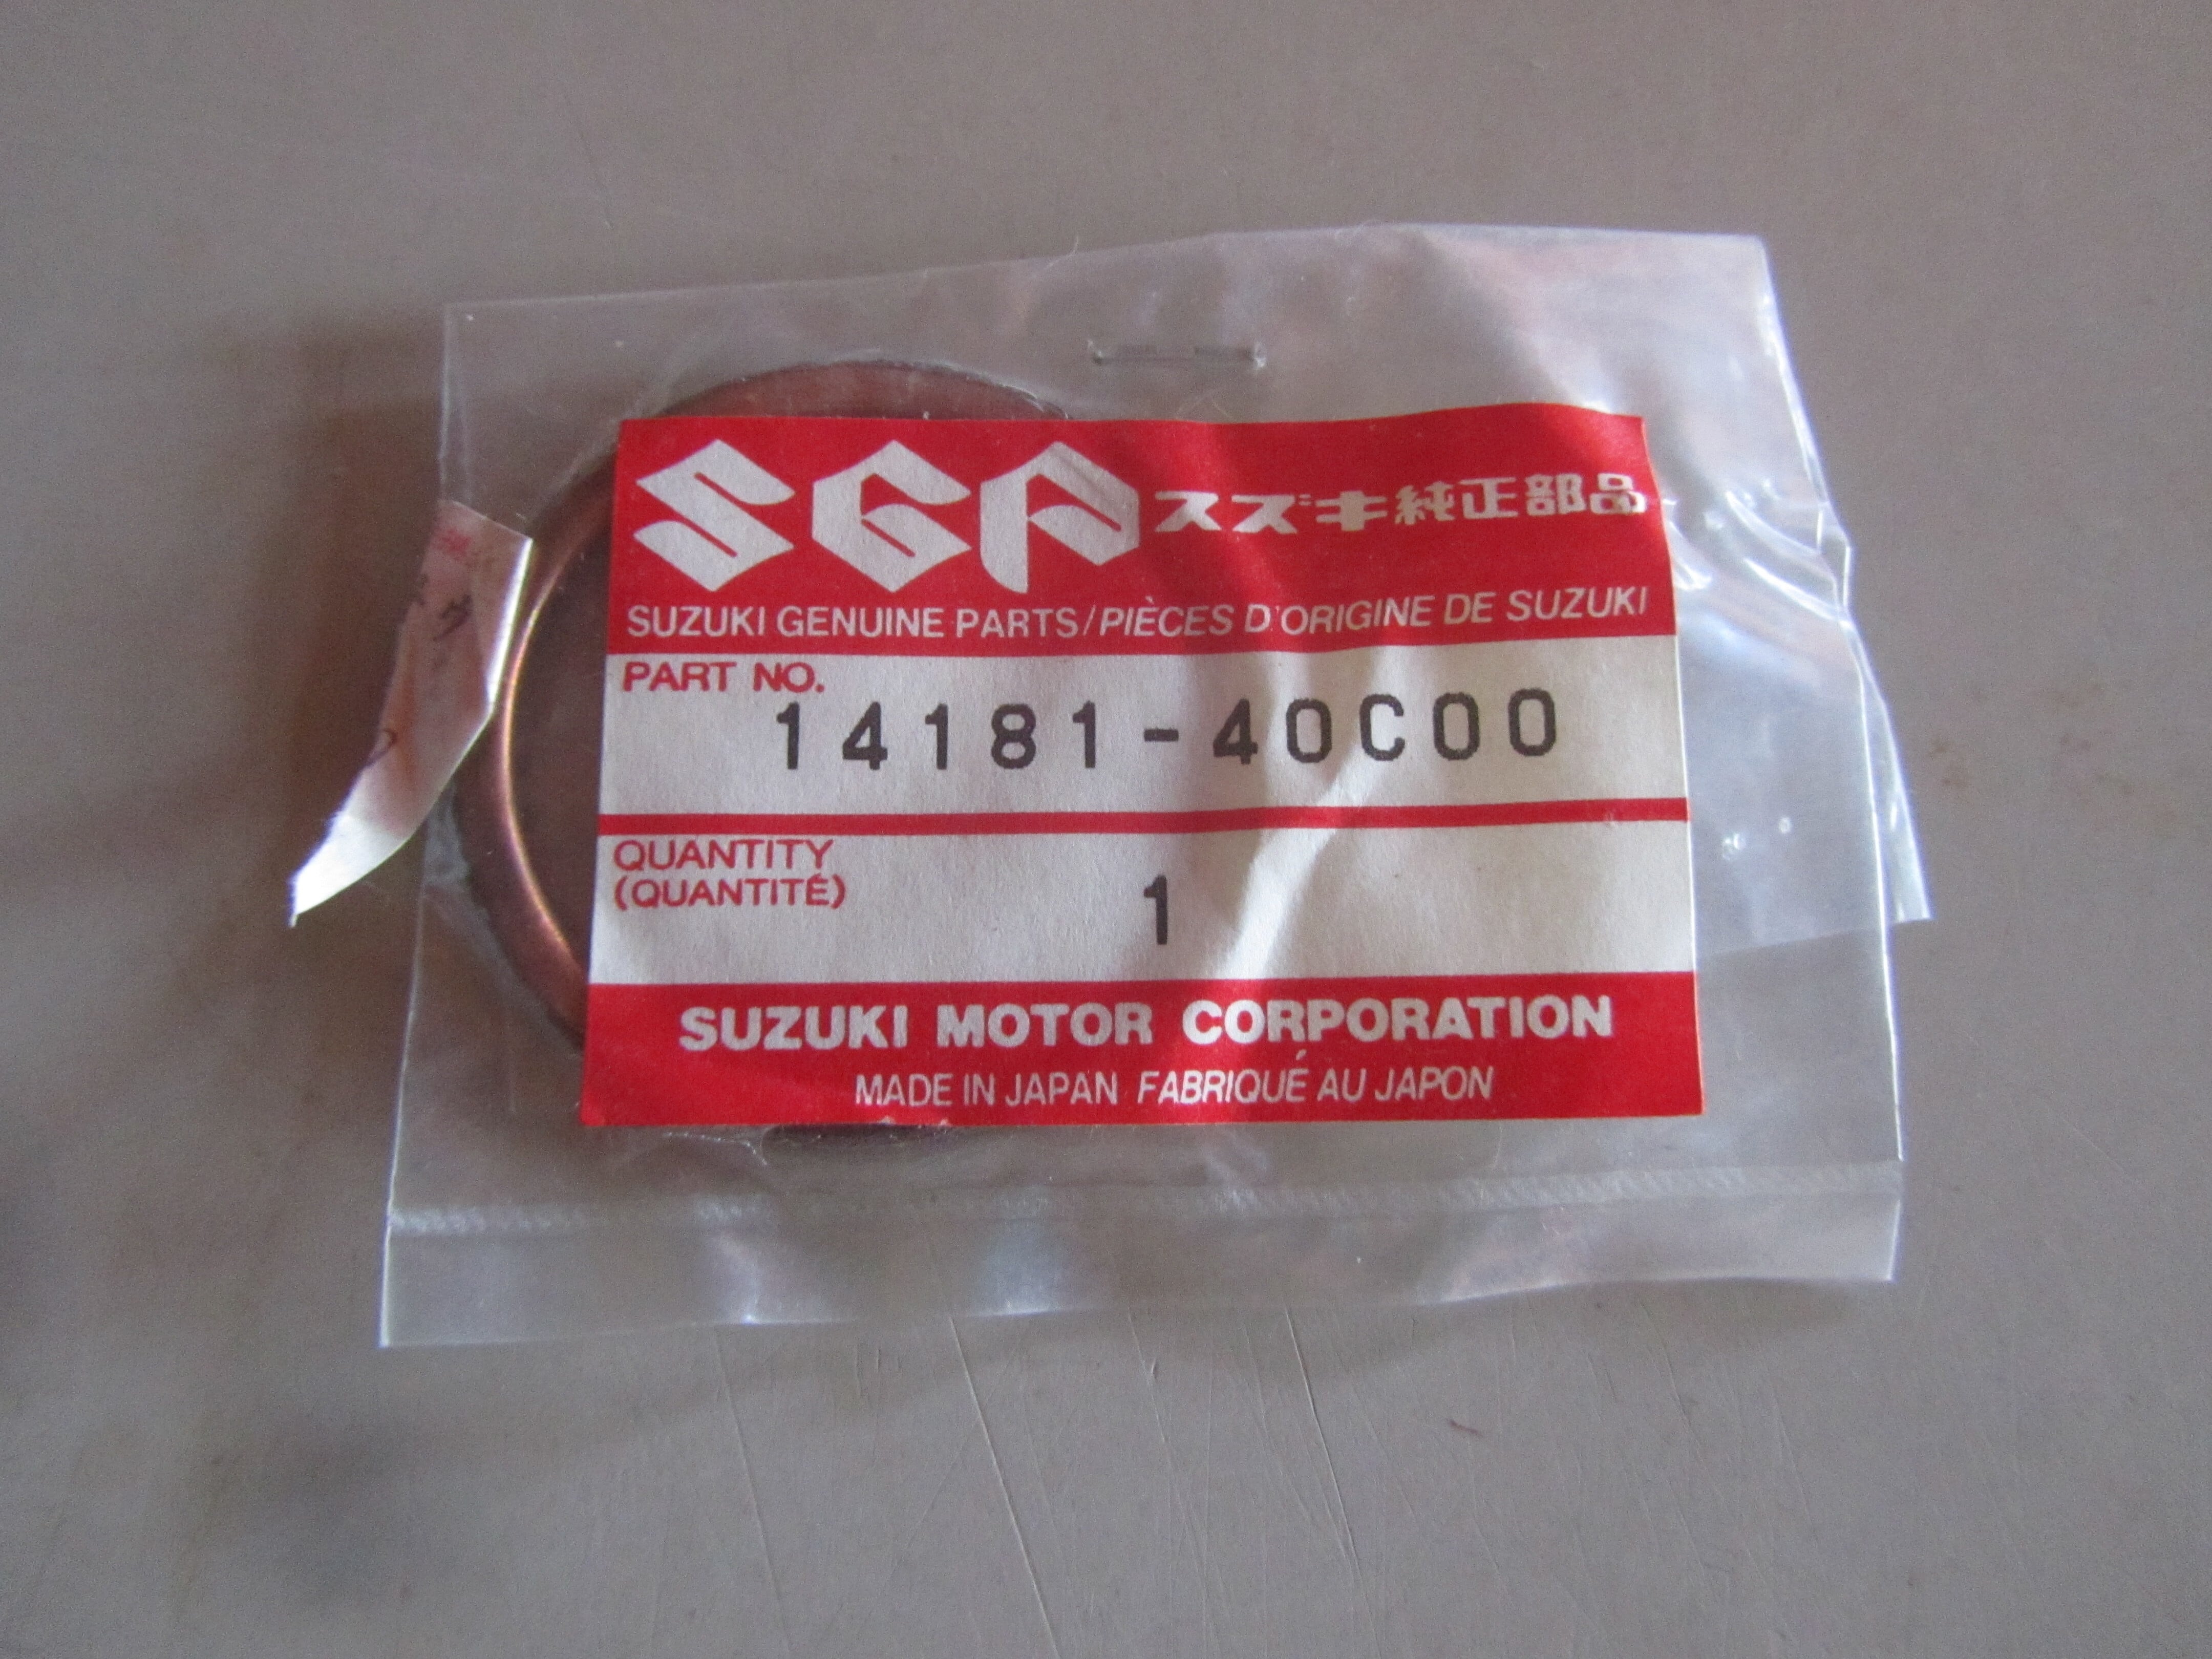 SGP スズキ純正部品
SUZUKI GENUINE PARTS/PIÈCES D'ORIGINE DE SUZUKI
PART NO.
14181-40C00
QUANTITY
(QUANTITÉ)
1
SUZUKI MOTOR CORPORATION
MADE IN JAPAN FABRIQUÉ AU JAPON